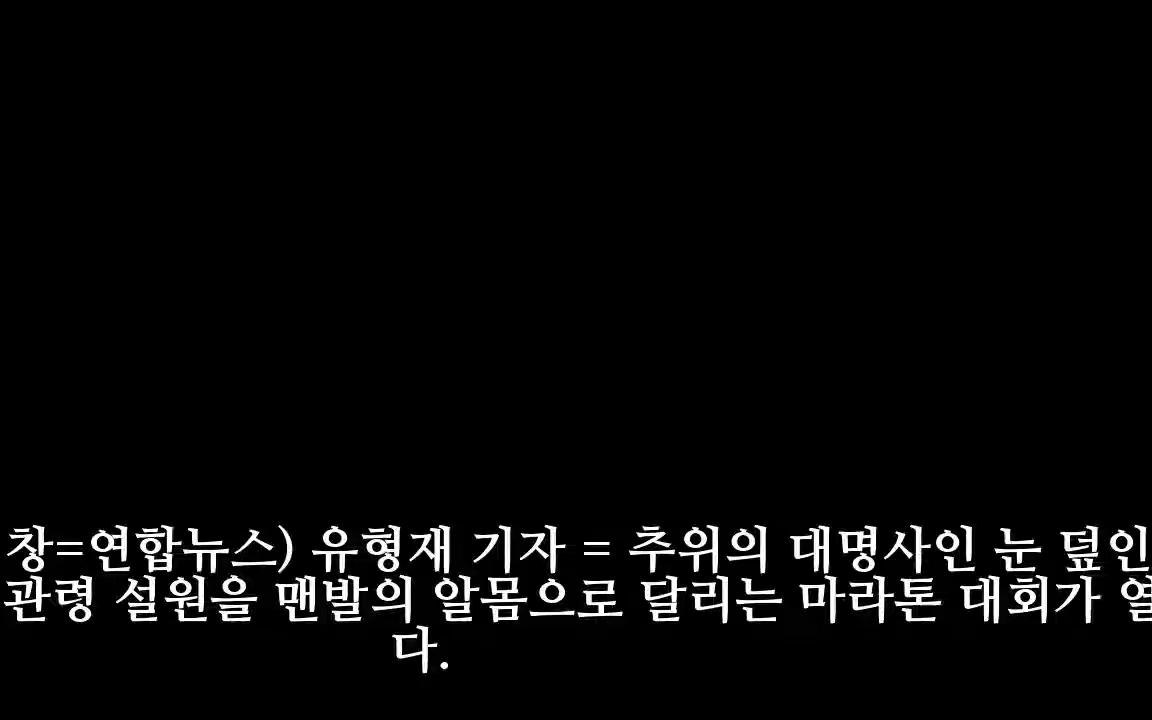 창=연합뉴스) 유형재 기자 = 추위의 대명사인 눈 덮인
관령 설원을 맨발의 알몸으로 달리는 마라톤 대회가 열
다.